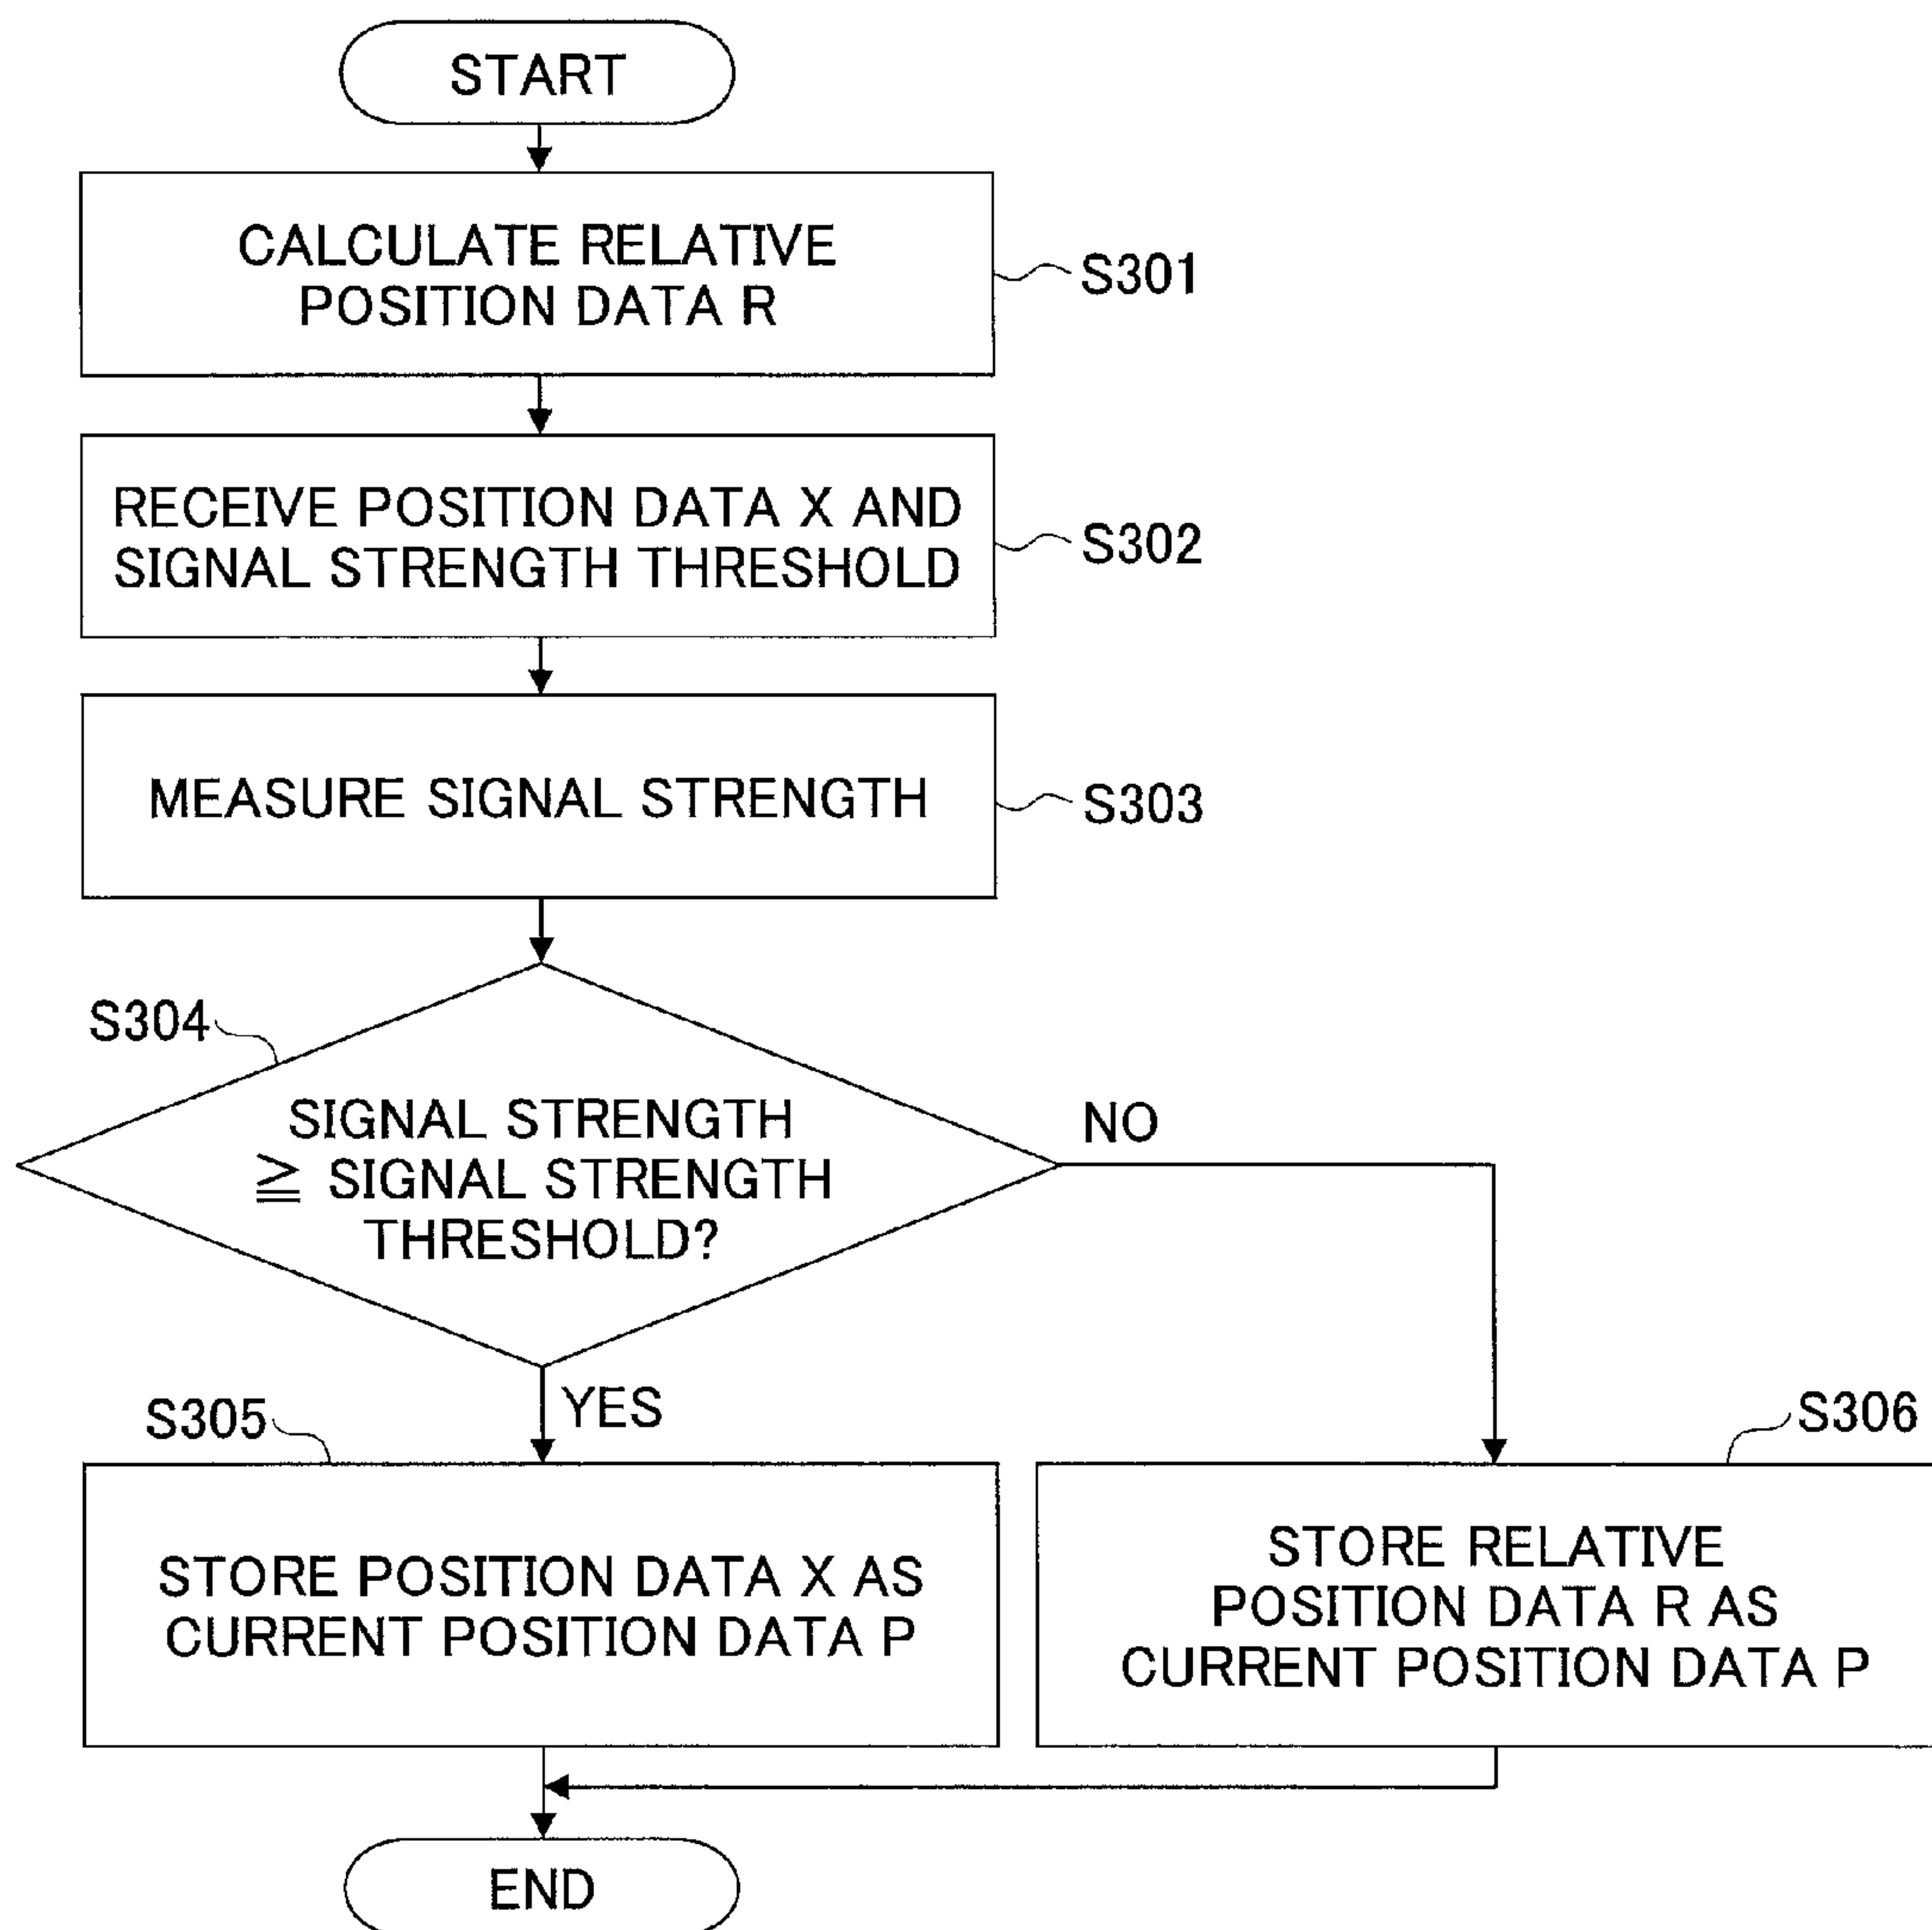 START
CALCULATE RELATIVE
POSITION DATA R
S301
RECEIVE POSITION DATA X AND
SIGNAL STRENGTH THRESHOLD
S302
MEASURE SIGNAL STRENGTH
S303
S304
SIGNAL STRENGTH
≧ SIGNAL STRENGTH
THRESHOLD?
NO
YES
S305
STORE POSITION DATA X AS
CURRENT POSITION DATA P
S306
STORE RELATIVE
POSITION DATA R AS
CURRENT POSITION DATA P
END